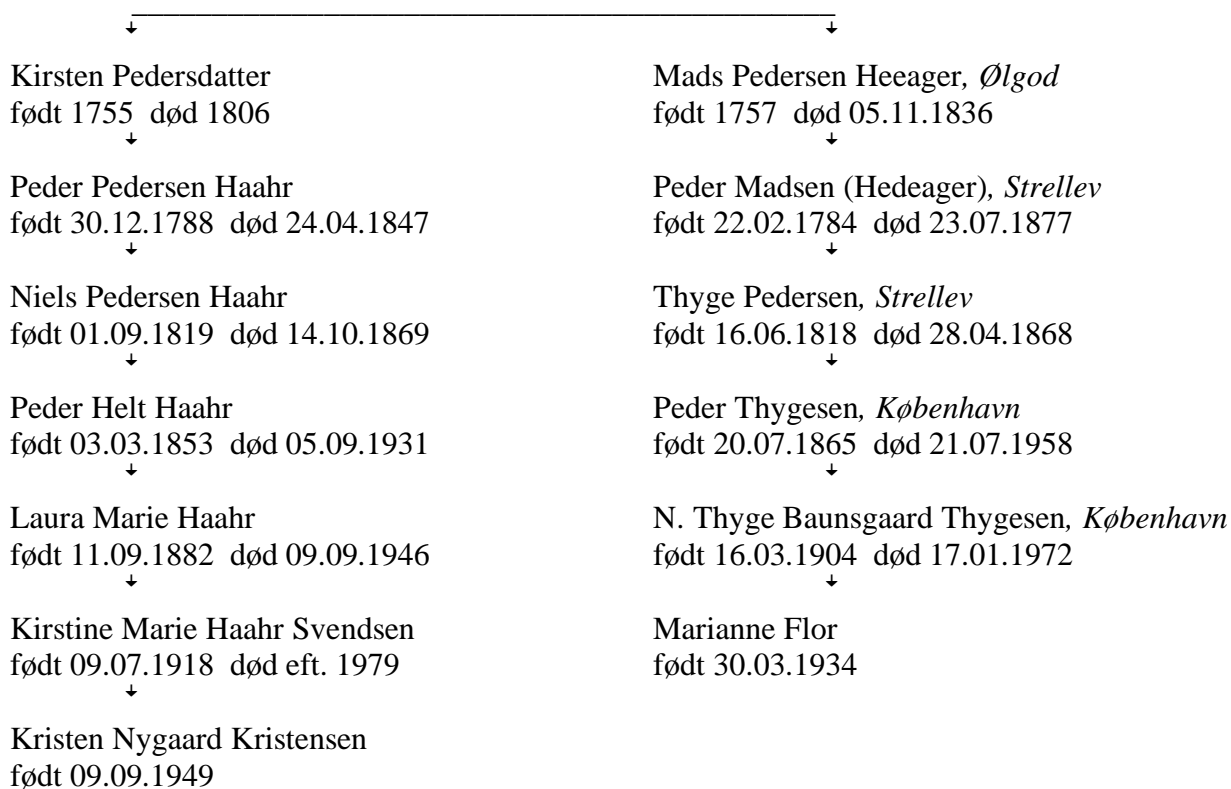 Kirsten Pedersdatter
født 1755  død 1806
Peder Pedersen Haahr
født 30.12.1788  død 24.04.1847
Niels Pedersen Haahr
født 01.09.1819  død 14.10.1869
Peder Helt Haahr
født 03.03.1853  død 05.09.1931
Laura Marie Haahr
født 11.09.1882  død 09.09.1946
Kirstine Marie Haahr Svendsen
født 09.07.1918  død eft. 1979
Kristen Nygaard Kristensen
født 09.09.1949
Mads Pedersen Heeager, Ølgod
født 1757  død 05.11.1836
Peder Madsen (Hedeager), Strellev
født 22.02.1784  død 23.07.1877
Thyge Pedersen, Strellev
født 16.06.1818  død 28.04.1868
Peder Thygesen, København
født 20.07.1865  død 21.07.1958
N. Thyge Baunsgaard Thygesen, København
født 16.03.1904  død 17.01.1972
Marianne Flor
født 30.03.1934